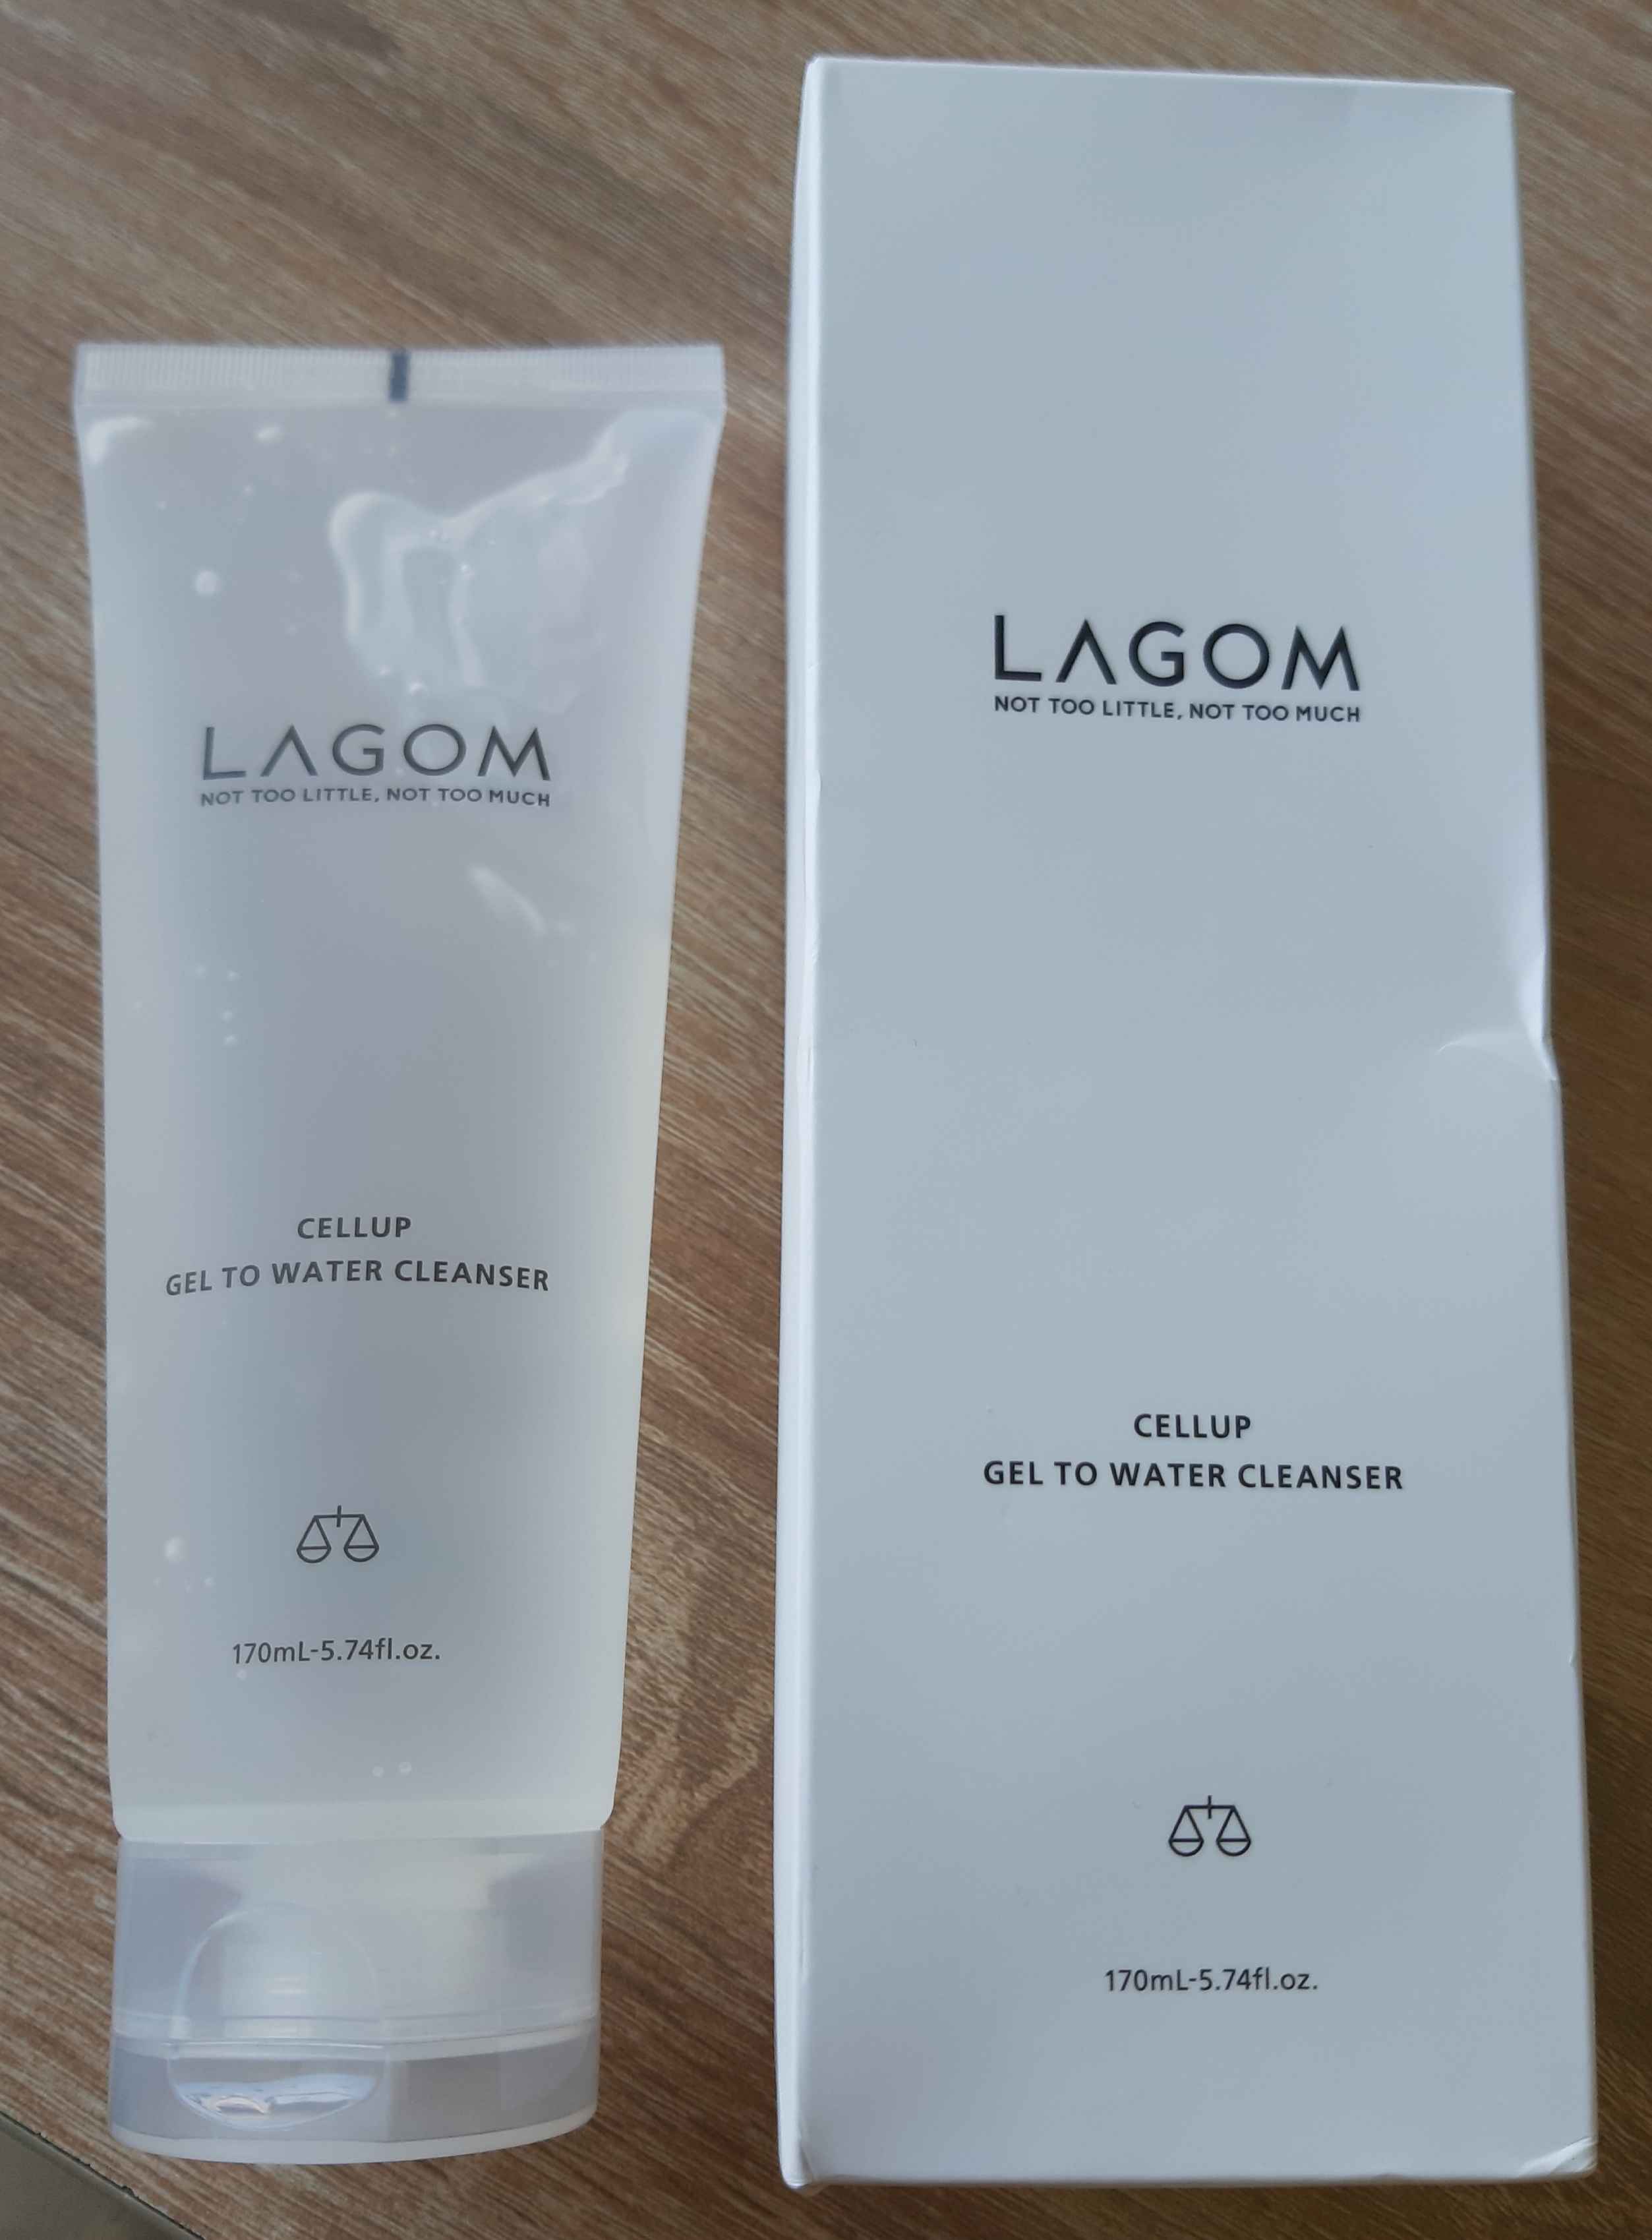 LAGOM
NOT TOO LITTLE, NOT TOO MUCH
CELLUP
GEL TO WATER CLEANSER
170mL-5.74fl.oz.
LAGOM
NOT TOO LITTLE, NOT TOO MUCH
CELLUP
GEL TO WATER CLEANSER
170mL-5.74fl.oz.